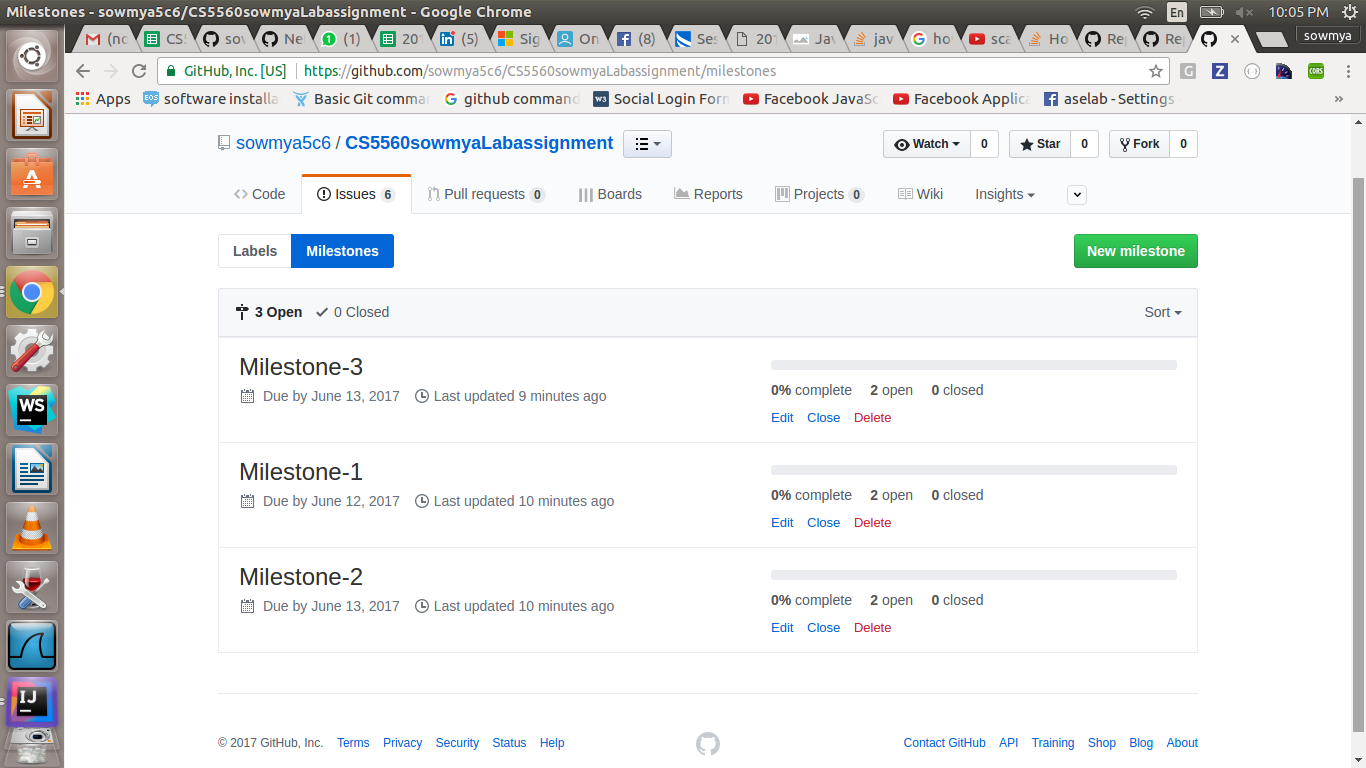 Milestones - sowmya5c6/CS5560sowmyaLabassignment - Google Chrome
En 10:05 PM
(no CS5 sov Ne (1) 201 (5) Sig On (8) Ses 201 Jav jav ho sca Ho Rep Rep sowmya
GitHub, Inc. [US] https://github.com/sowmya5c6/CS5560sowmyaLabassignment/milestones
Apps software installa Basic Git commar github command Social Login Forn Facebook JavaSc Facebook Applica aselab - Settings »
sowmya5c6 / CS5560sowmyaLabassignment
Watch 0 Star 0 Fork 0
Code Issues 6 Pull requests 0 Boards Reports Projects 0 Wiki Insights
Labels Milestones New milestone
3 Open 0 Closed Sort
Milestone-3
Due by June 13, 2017 Last updated 9 minutes ago
0% complete 2 open 0 closed
Edit Close Delete
Milestone-1
Due by June 12, 2017 Last updated 10 minutes ago
0% complete 2 open 0 closed
Edit Close Delete
Milestone-2
Due by June 13, 2017 Last updated 10 minutes ago
0% complete 2 open 0 closed
Edit Close Delete
WS
IJ
© 2017 GitHub, Inc. Terms Privacy Security Status Help
Contact GitHub API Training Shop Blog About